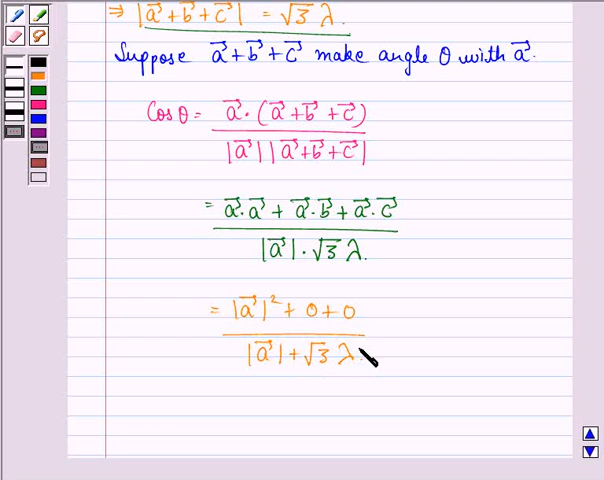 ⇒ |a⃗ + b⃗ + c⃗| = √3 λ.
Suppose a⃗ + b⃗ + c⃗ make angle θ with a⃗.
Cos θ = a⃗ · (a⃗ + b⃗ + c⃗)
|a⃗| |a⃗ + b⃗ + c⃗|
= a⃗ · a⃗ + a⃗ · b⃗ + a⃗ · c⃗
|a⃗| · √3 λ.
= |a⃗|² + 0 + 0
|a⃗| + √3 λ.